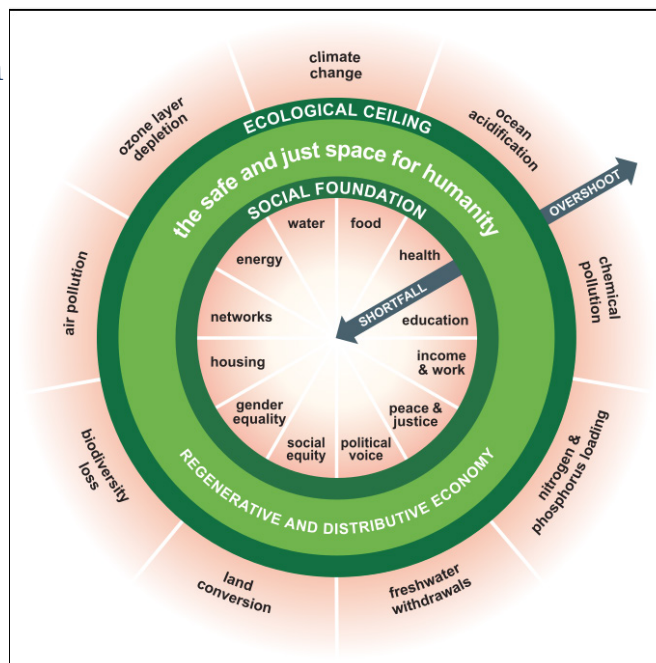 climate
change
ocean
acidification
OVERSHOOT
chemical
pollution
nitrogen &
phosphorus loading
freshwater
withdrawals
land
conversion
biodiversity
loss
air pollution
ozone layer
depletion
ECOLOGICAL CEILING
the safe and just space for humanity
SOCIAL FOUNDATION
water
food
health
SHORTFALL
education
income
& work
peace &
justice
political
voice
social
equity
gender
equality
housing
networks
energy
REGENERATIVE AND DISTRIBUTIVE ECONOMY